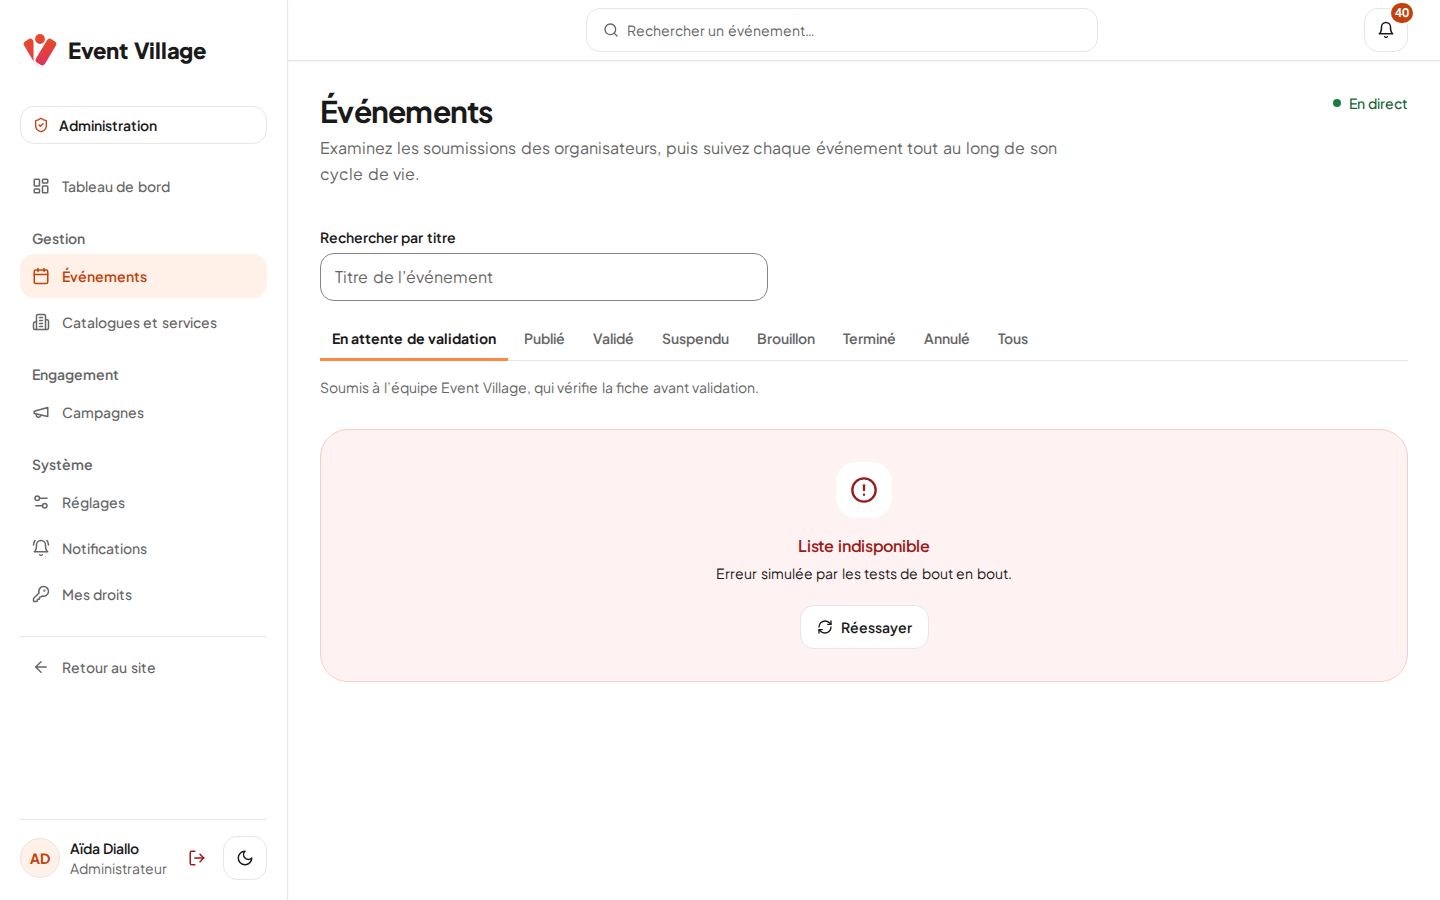 Event Village
Administration
Tableau de bord
Gestion
Événements
Catalogues et services
Engagement
Campagnes
Système
Réglages
Notifications
Mes droits
Retour au site
AD
Aïda Diallo
Administrateur
Rechercher un événement…
40
Événements
En direct
Examinez les soumissions des organisateurs, puis suivez chaque événement tout au long de son
cycle de vie.
Rechercher par titre
Titre de l’événement
En attente de validation Publié Validé Suspendu Brouillon Terminé Annulé Tous
Soumis à l’équipe Event Village, qui vérifie la fiche avant validation.
Liste indisponible
Erreur simulée par les tests de bout en bout.
Réessayer